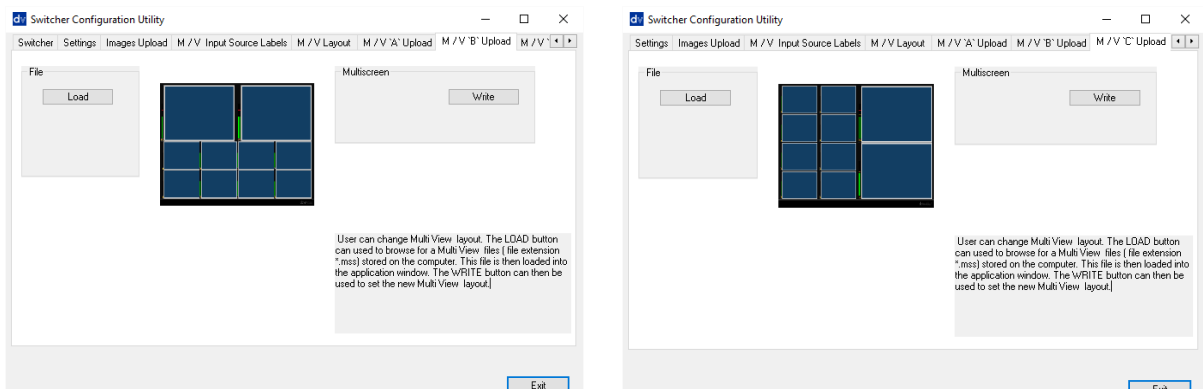 dv Switcher Configuration Utility
Switcher Settings Images Upload M / V Input Source Labels M / V Layout M / V `A` Upload M / V `B` Upload M / V `
File
Load
Multiscreen
Write
User can change Multi View layout. The LOAD button
can used to browse for a Multi View files ( file extension
*.mss) stored on the computer. This file is then loaded into
the application window. The WRITE button can then be
used to set the new Multi View layout.
Exit
dv Switcher Configuration Utility
Settings Images Upload M / V Input Source Labels M / V Layout M / V `A` Upload M / V `B` Upload M / V `C` Upload
File
Load
Multiscreen
Write
User can change Multi View layout. The LOAD button
can used to browse for a Multi View files ( file extension
*.mss) stored on the computer. This file is then loaded into
the application window. The WRITE button can then be
used to set the new Multi View layout.
Exit